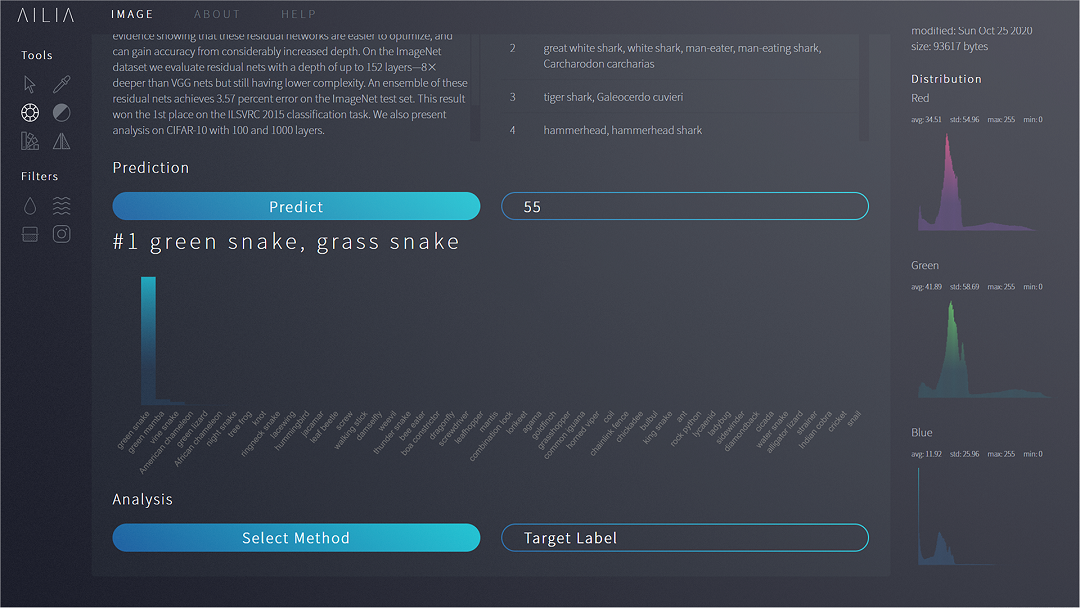 AILIA
IMAGE
ABOUT
HELP
Tools
Filters
evidence showing that these residual networks are easier to optimize, and
can gain accuracy from considerably increased depth. On the ImageNet
dataset we evaluate residual nets with a depth of up to 152 layers—8×
deeper than VGG nets but still having lower complexity. An ensemble of these
residual nets achieves 3.57 percent error on the ImageNet test set. This result
won the 1st place on the ILSVRC 2015 classification task. We also present
analysis on CIFAR-10 with 100 and 1000 layers.
2 great white shark, white shark, man-eater, man-eating shark,
Carcharodon carcharias
3 tiger shark, Galeocerdo cuvieri
4 hammerhead, hammerhead shark
Prediction
Predict
55
#1 green snake, grass snake
green snake
green mamba
vine snake
American chameleon
green lizard
African chameleon
night snake
tree frog
knot
ringneck snake
lacewing
hummingbird
jacamar
leaf beetle
screw
walking stick
damselfly
weevil
thunder snake
bee eater
boa constrictor
dragonfly
screwdriver
leafhopper
mantis
combination lock
lorikeet
agama
goldfinch
grasshopper
common iguana
horned viper
coil
chainlink fence
chickadee
bulbul
king snake
ant
rock python
lycaenid
ladybug
sidewinder
diamondback
cicada
water snake
alligator lizard
strainer
Indian cobra
cricket
snail
Analysis
Select Method
Target Label
modified: Sun Oct 25 2020
size: 93617 bytes
Distribution
Red
avg: 34.51 std: 54.96 max: 255 min: 0
Green
avg: 41.89 std: 58.69 max: 255 min: 0
Blue
avg: 11.92 std: 25.96 max: 255 min: 0